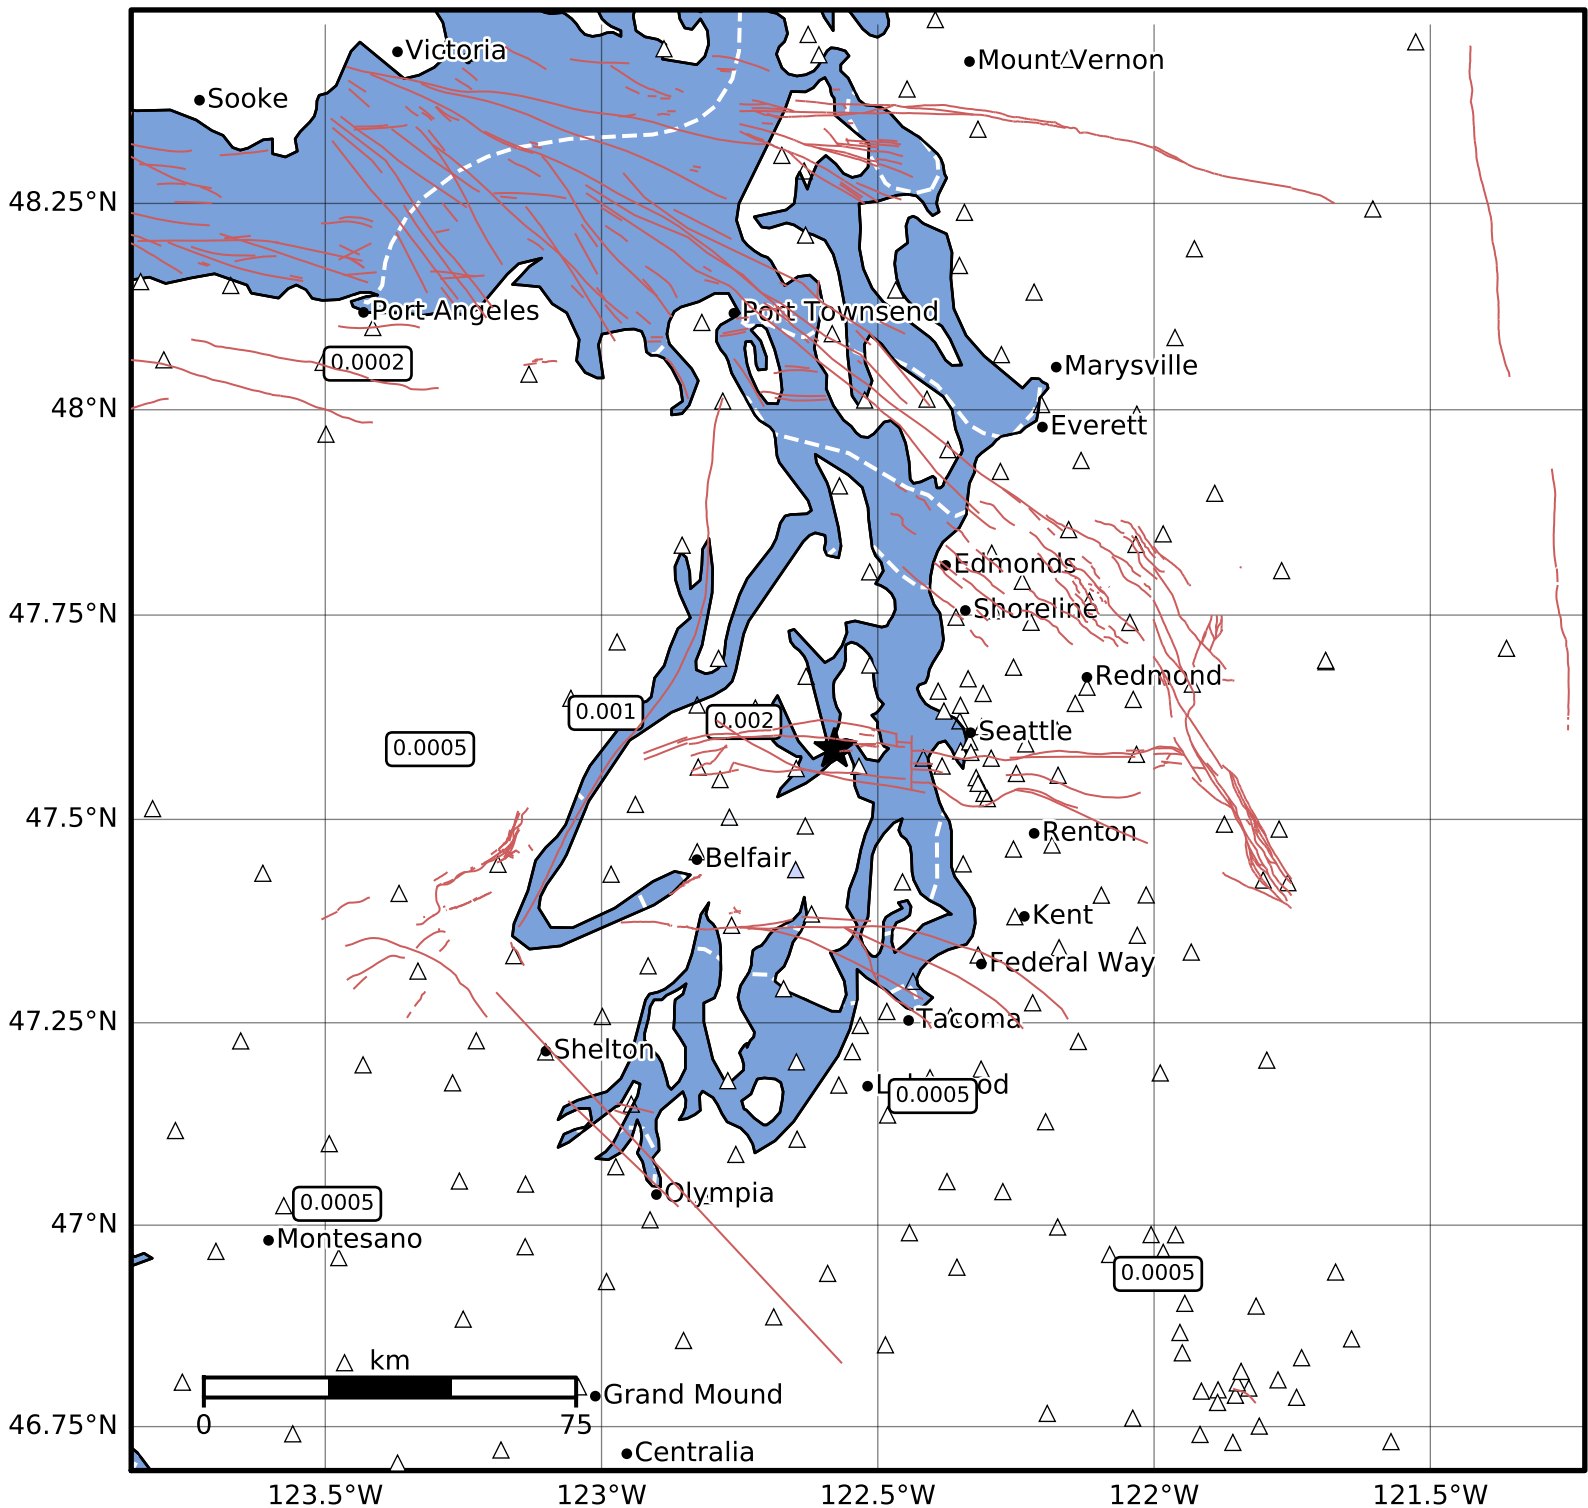 Victoria
Mount Vernon
Sooke
48.25°N
Port Angeles
Port Townsend
0.0002
Marysville
48°N
Everett
Edmonds
47.75°N
Shoreline
Redmond
0.001
0.002
Seattle
0.0005
47.5°N
Renton
Belfair
Kent
Federal Way
47.25°N
Tacoma
Shelton
0.0005
Olympia
0.0005
47°N
Montesano
0.0005
km
Grand Mound
0
75
46.75°N
Centralia
123.5°W
123°W
122.5°W
122°W
121.5°W